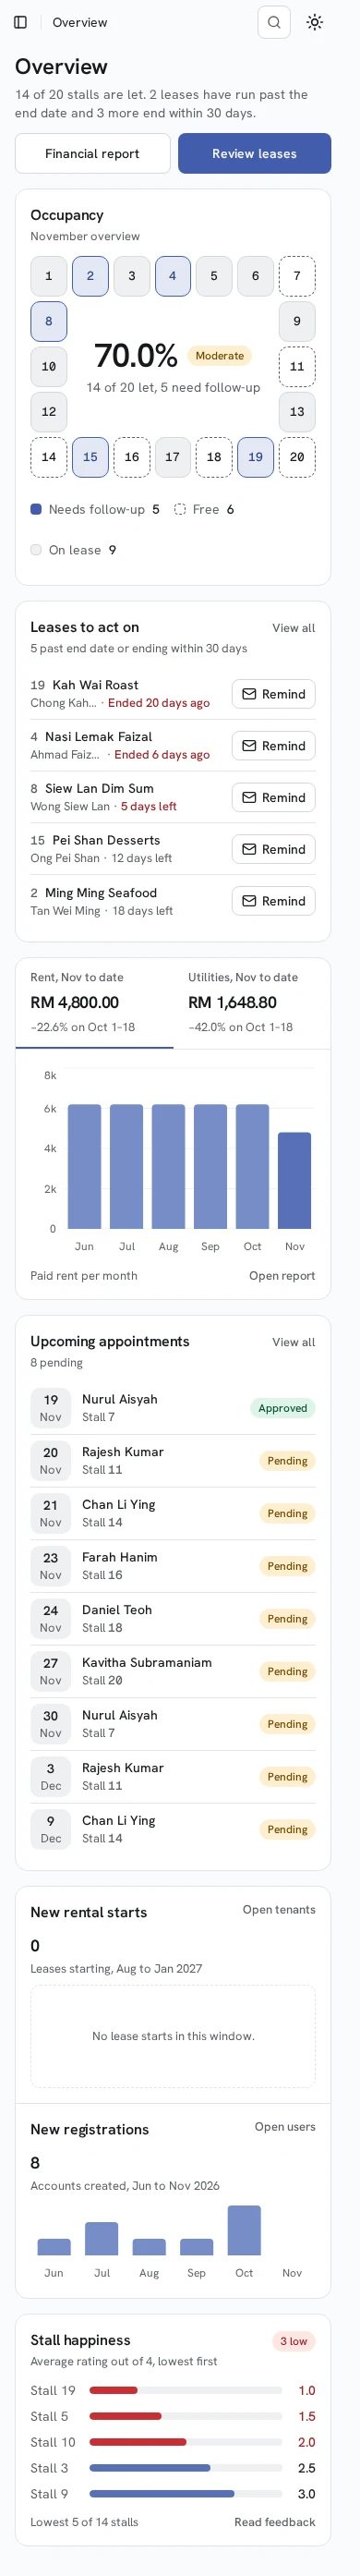 Overview
Overview
14 of 20 stalls are let. 2 leases have run past the
end date and 3 more end within 30 days.
Financial report
Review leases
Occupancy
November overview
1 2 3 4 5 6 7
8 9
10 11
12 13
70.0% Moderate
14 of 20 let, 5 need follow-up
14 15 16 17 18 19 20
Needs follow-up 5 Free 6
On lease 9
Leases to act on View all
5 past end date or ending within 30 days
19 Kah Wai Roast
Chong Kah... · Ended 20 days ago
Remind
4 Nasi Lemak Faizal
Ahmad Faiz... · Ended 6 days ago
Remind
8 Siew Lan Dim Sum
Wong Siew Lan · 5 days left
Remind
15 Pei Shan Desserts
Ong Pei Shan · 12 days left
Remind
2 Ming Ming Seafood
Tan Wei Ming · 18 days left
Remind
Rent, Nov to date
RM 4,800.00
−22.6% on Oct 1–18
Utilities, Nov to date
RM 1,648.80
−42.0% on Oct 1–18
8k
6k
4k
2k
0
Jun Jul Aug Sep Oct Nov
Paid rent per month Open report
Upcoming appointments View all
8 pending
19 Nov
Nurul Aisyah
Stall 7
Approved
20 Nov
Rajesh Kumar
Stall 11
Pending
21 Nov
Chan Li Ying
Stall 14
Pending
23 Nov
Farah Hanim
Stall 16
Pending
24 Nov
Daniel Teoh
Stall 18
Pending
27 Nov
Kavitha Subramaniam
Stall 20
Pending
30 Nov
Nurul Aisyah
Stall 7
Pending
3 Dec
Rajesh Kumar
Stall 11
Pending
9 Dec
Chan Li Ying
Stall 14
Pending
New rental starts Open tenants
0
Leases starting, Aug to Jan 2027
No lease starts in this window.
New registrations Open users
8
Accounts created, Jun to Nov 2026
Jun Jul Aug Sep Oct Nov
Stall happiness 3 low
Average rating out of 4, lowest first
Stall 19 1.0
Stall 5 1.5
Stall 10 2.0
Stall 3 2.5
Stall 9 3.0
Lowest 5 of 14 stalls Read feedback